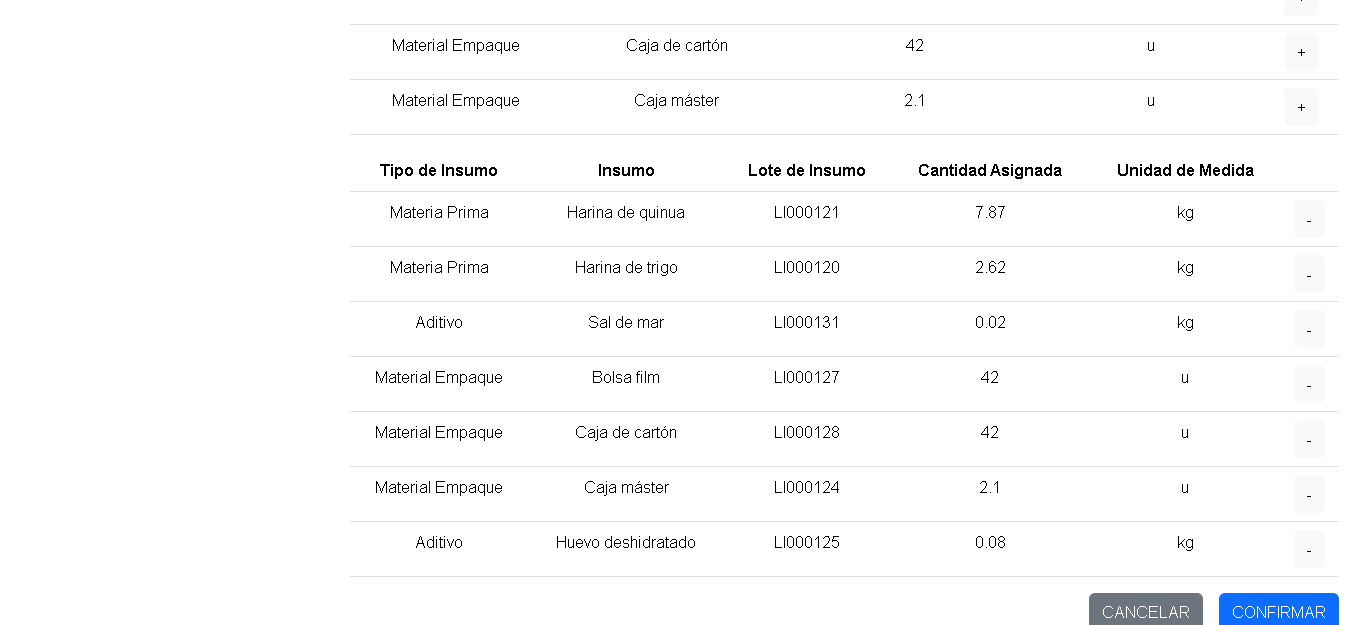 Material Empaque Caja de cartón 42 u +
Material Empaque Caja máster 2.1 u +
Tipo de Insumo Insumo Lote de Insumo Cantidad Asignada Unidad de Medida
Materia Prima Harina de quinua LI000121 7.87 kg -
Materia Prima Harina de trigo LI000120 2.62 kg -
Aditivo Sal de mar LI000131 0.02 kg -
Material Empaque Bolsa film LI000127 42 u -
Material Empaque Caja de cartón LI000128 42 u -
Material Empaque Caja máster LI000124 2.1 u -
Aditivo Huevo deshidratado LI000125 0.08 kg -
CANCELAR CONFIRMAR